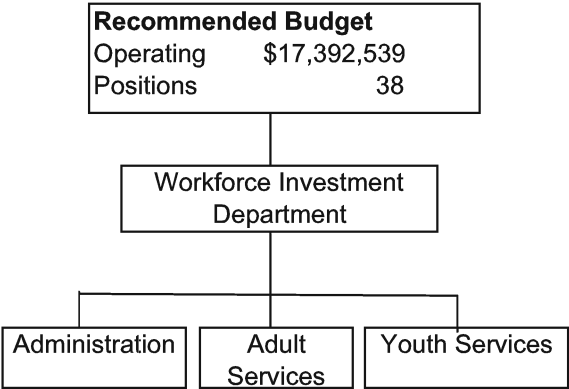 Recommended Budget
Operating $17,392,539
Positions 38
Workforce Investment
Department
Administration
Adult
Services
Youth Services